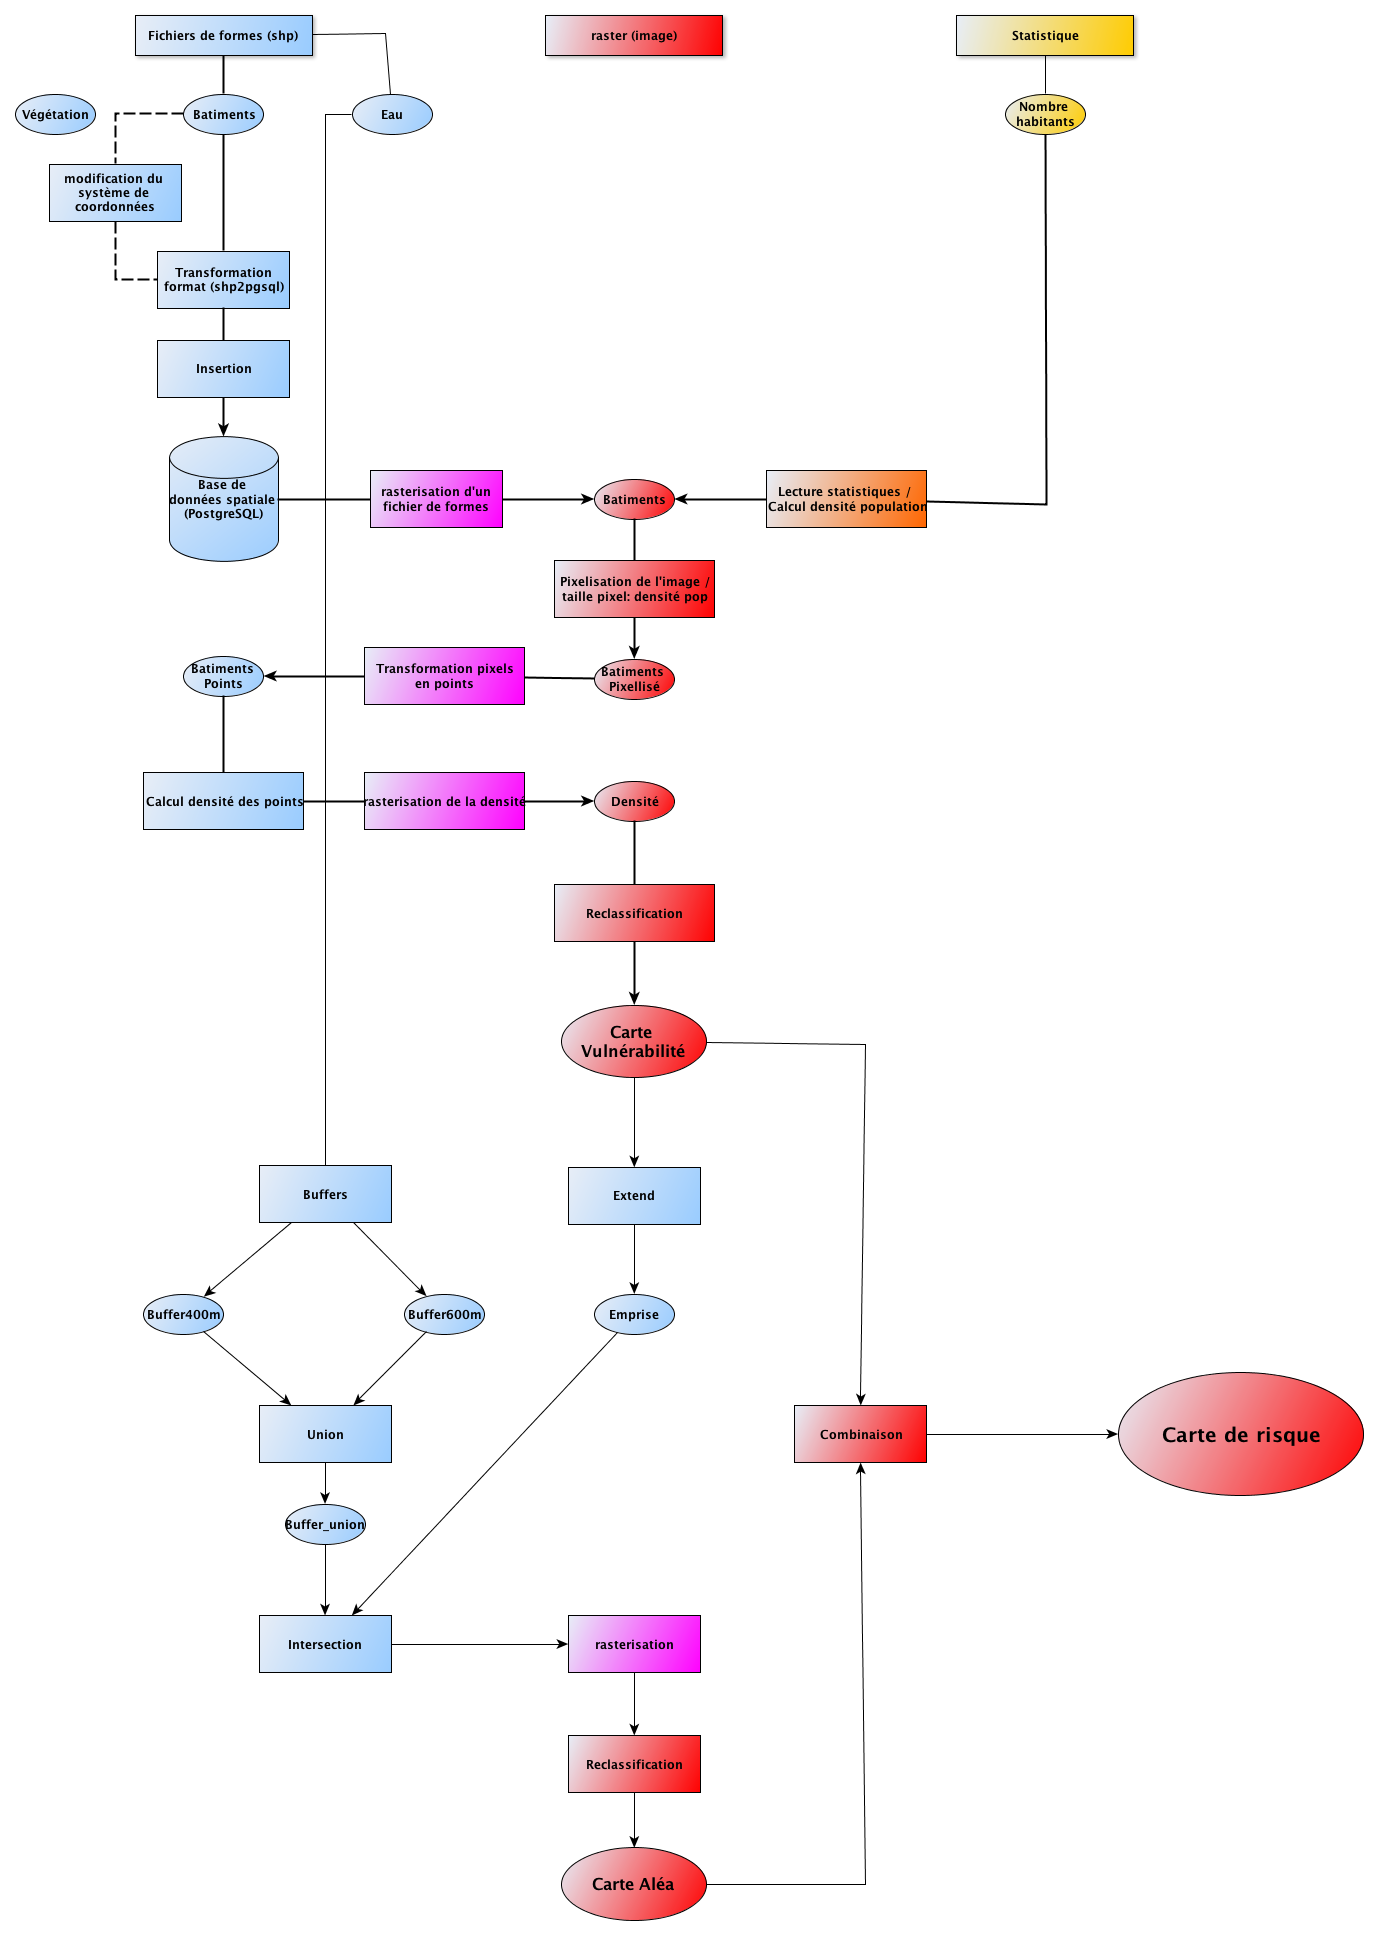 Fichiers de formes (shp)
raster (image)
Statistique
Végétation
Batiments
Eau
Nombre
habitants
modification du
système de
coordonnées
Transformation
format (shp2pgsql)
Insertion
Base de
données spatiale
(PostgreSQL)
rasterisation d'un
fichier de formes
Batiments
Lecture statistiques /
Calcul densité population
Pixelisation de l'image /
taille pixel: densité pop
Batiments
Points
Transformation pixels
en points
Batiments
Pixellisé
Calcul densité des points
rasterisation de la densité
Densité
Reclassification
Carte
Vulnérabilité
Buffers
Extend
Buffer400m
Buffer600m
Emprise
Union
Combinaison
Carte de risque
Buffer_union
Intersection
rasterisation
Reclassification
Carte Aléa